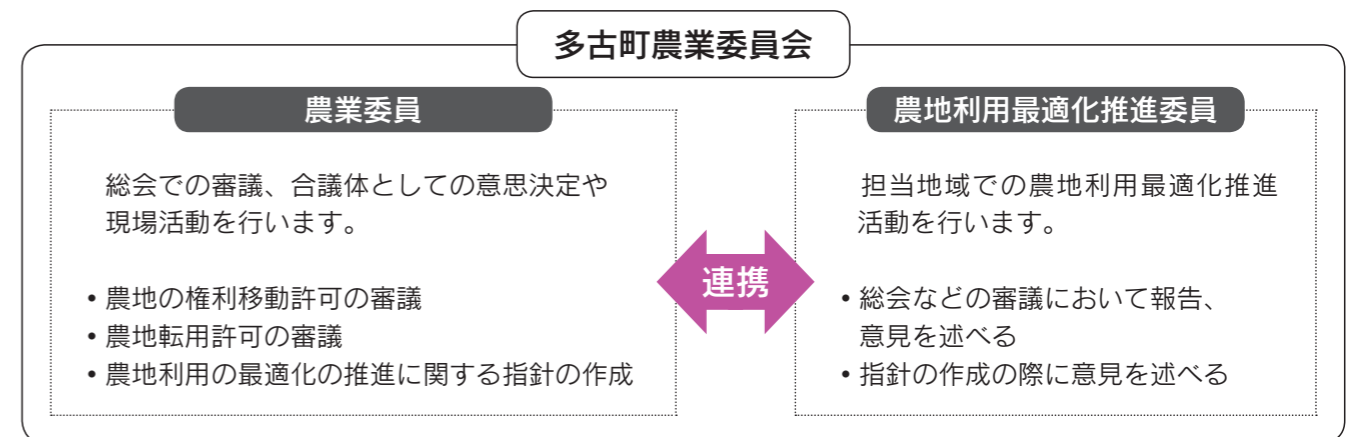 多古町農業委員会
農業委員
総会での審議、合議体としての意思決定や
現場活動を行います。
• 農地の権利移動許可の審議
• 農地転用許可の審議
• 農地利用の最適化の推進に関する指針の作成
連携
農地利用最適化推進委員
担当地域での農地利用最適化推進
活動を行います。
• 総会などの審議において報告、
意見を述べる
• 指針の作成の際に意見を述べる